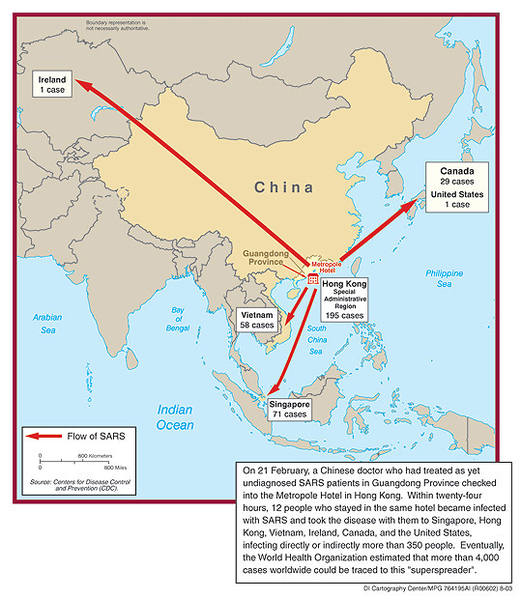 Boundary representation is
not necessarily authoritative.
Ireland
1 case
Canada
29 cases
United States
1 case
China
Guangdong
Province
Metropole
Hotel
Hong Kong
Special
Administrative
Region
195 cases
Philippine
Sea
Arabian
Sea
Bay
of
Bengal
Vietnam
58 cases
South
China
Sea
Singapore
71 cases
Indian
Ocean
Flow of SARS
0 800 Kilometers
0 800 Miles
Source: Centers for Disease Control
and Prevention (CDC).
On 21 February, a Chinese doctor who had treated as yet
undiagnosed SARS patients in Guangdong Province checked
into the Metropole Hotel in Hong Kong. Within twenty-four
hours, 12 people who stayed in the same hotel became infected
with SARS and took the disease with them to Singapore, Hong
Kong, Vietnam, Ireland, Canada, and the United States,
infecting directly or indirectly more than 350 people. Eventually,
the World Health Organization estimated that more than 4,000
cases worldwide could be traced to this "superspreader".
DI Cartography Center/MPG 764195AI (R00602) 8-03